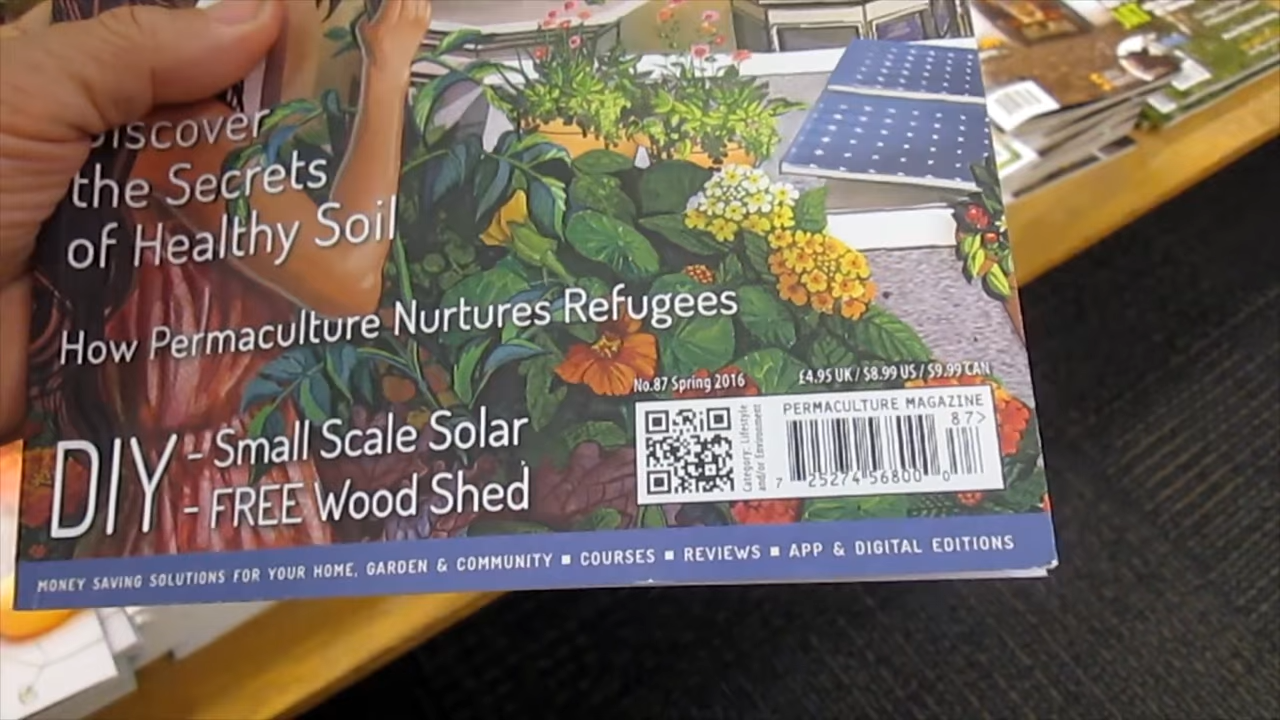 Discover
the Secrets
of Healthy Soil
How Permaculture Nurtures Refugees
DIY - Small Scale Solar
- FREE Wood Shed
No.87 Spring 2016
£4.95 UK / $8.99 US / $9.99 CAN
Category: Lifestyle
and/or Environment
PERMACULTURE MAGAZINE
87>
7 25274 56800 0
MONEY SAVING SOLUTIONS FOR YOUR HOME, GARDEN & COMMUNITY ■ COURSES ■ REVIEWS ■ APP & DIGITAL EDITIONS